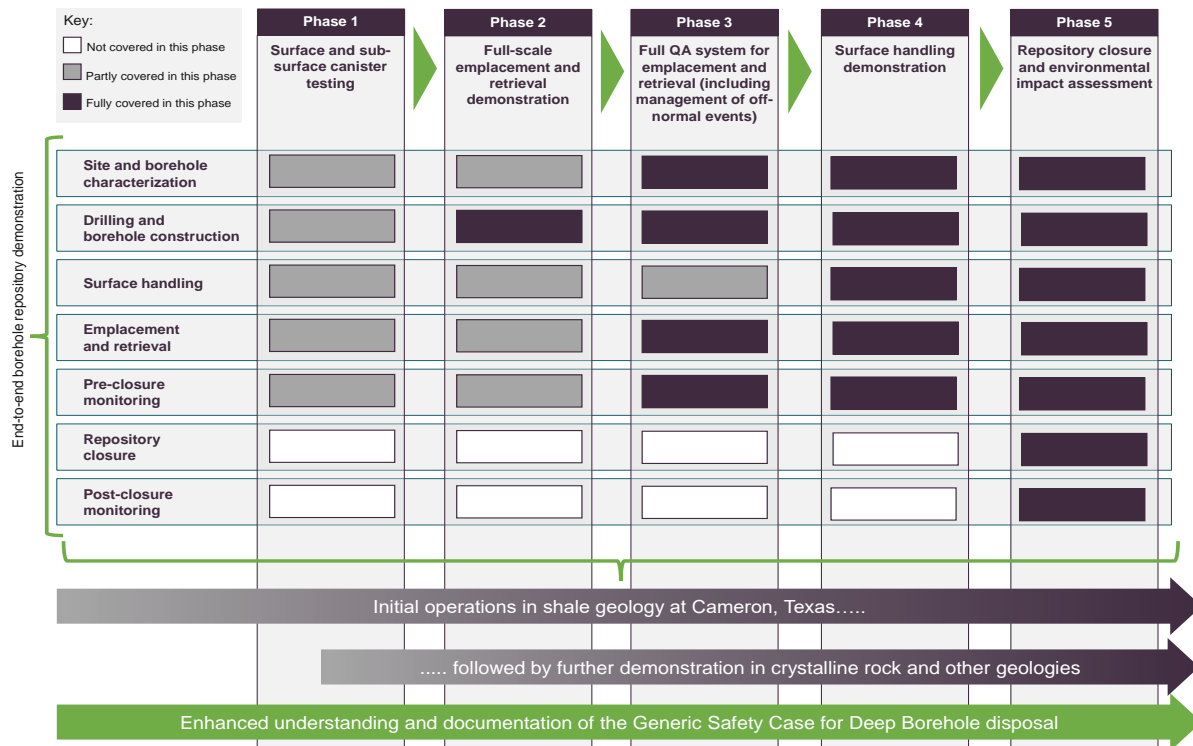 Key:
Not covered in this phase
Partly covered in this phase
Fully covered in this phase
Phase 1
Surface and sub-
surface canister
testing
Phase 2
Full-scale
emplacement and
retrieval
demonstration
Phase 3
Full QA system for
emplacement and
retrieval (including
management of off-
normal events)
Phase 4
Surface handling
demonstration
Phase 5
Repository closure
and environmental
impact assessment
End-to-end borehole repository demonstration
Site and borehole
characterization
Drilling and
borehole construction
Surface handling
Emplacement
and retrieval
Pre-closure
monitoring
Repository
closure
Post-closure
monitoring
Initial operations in shale geology at Cameron, Texas…..
..... followed by further demonstration in crystalline rock and other geologies
Enhanced understanding and documentation of the Generic Safety Case for Deep Borehole disposal